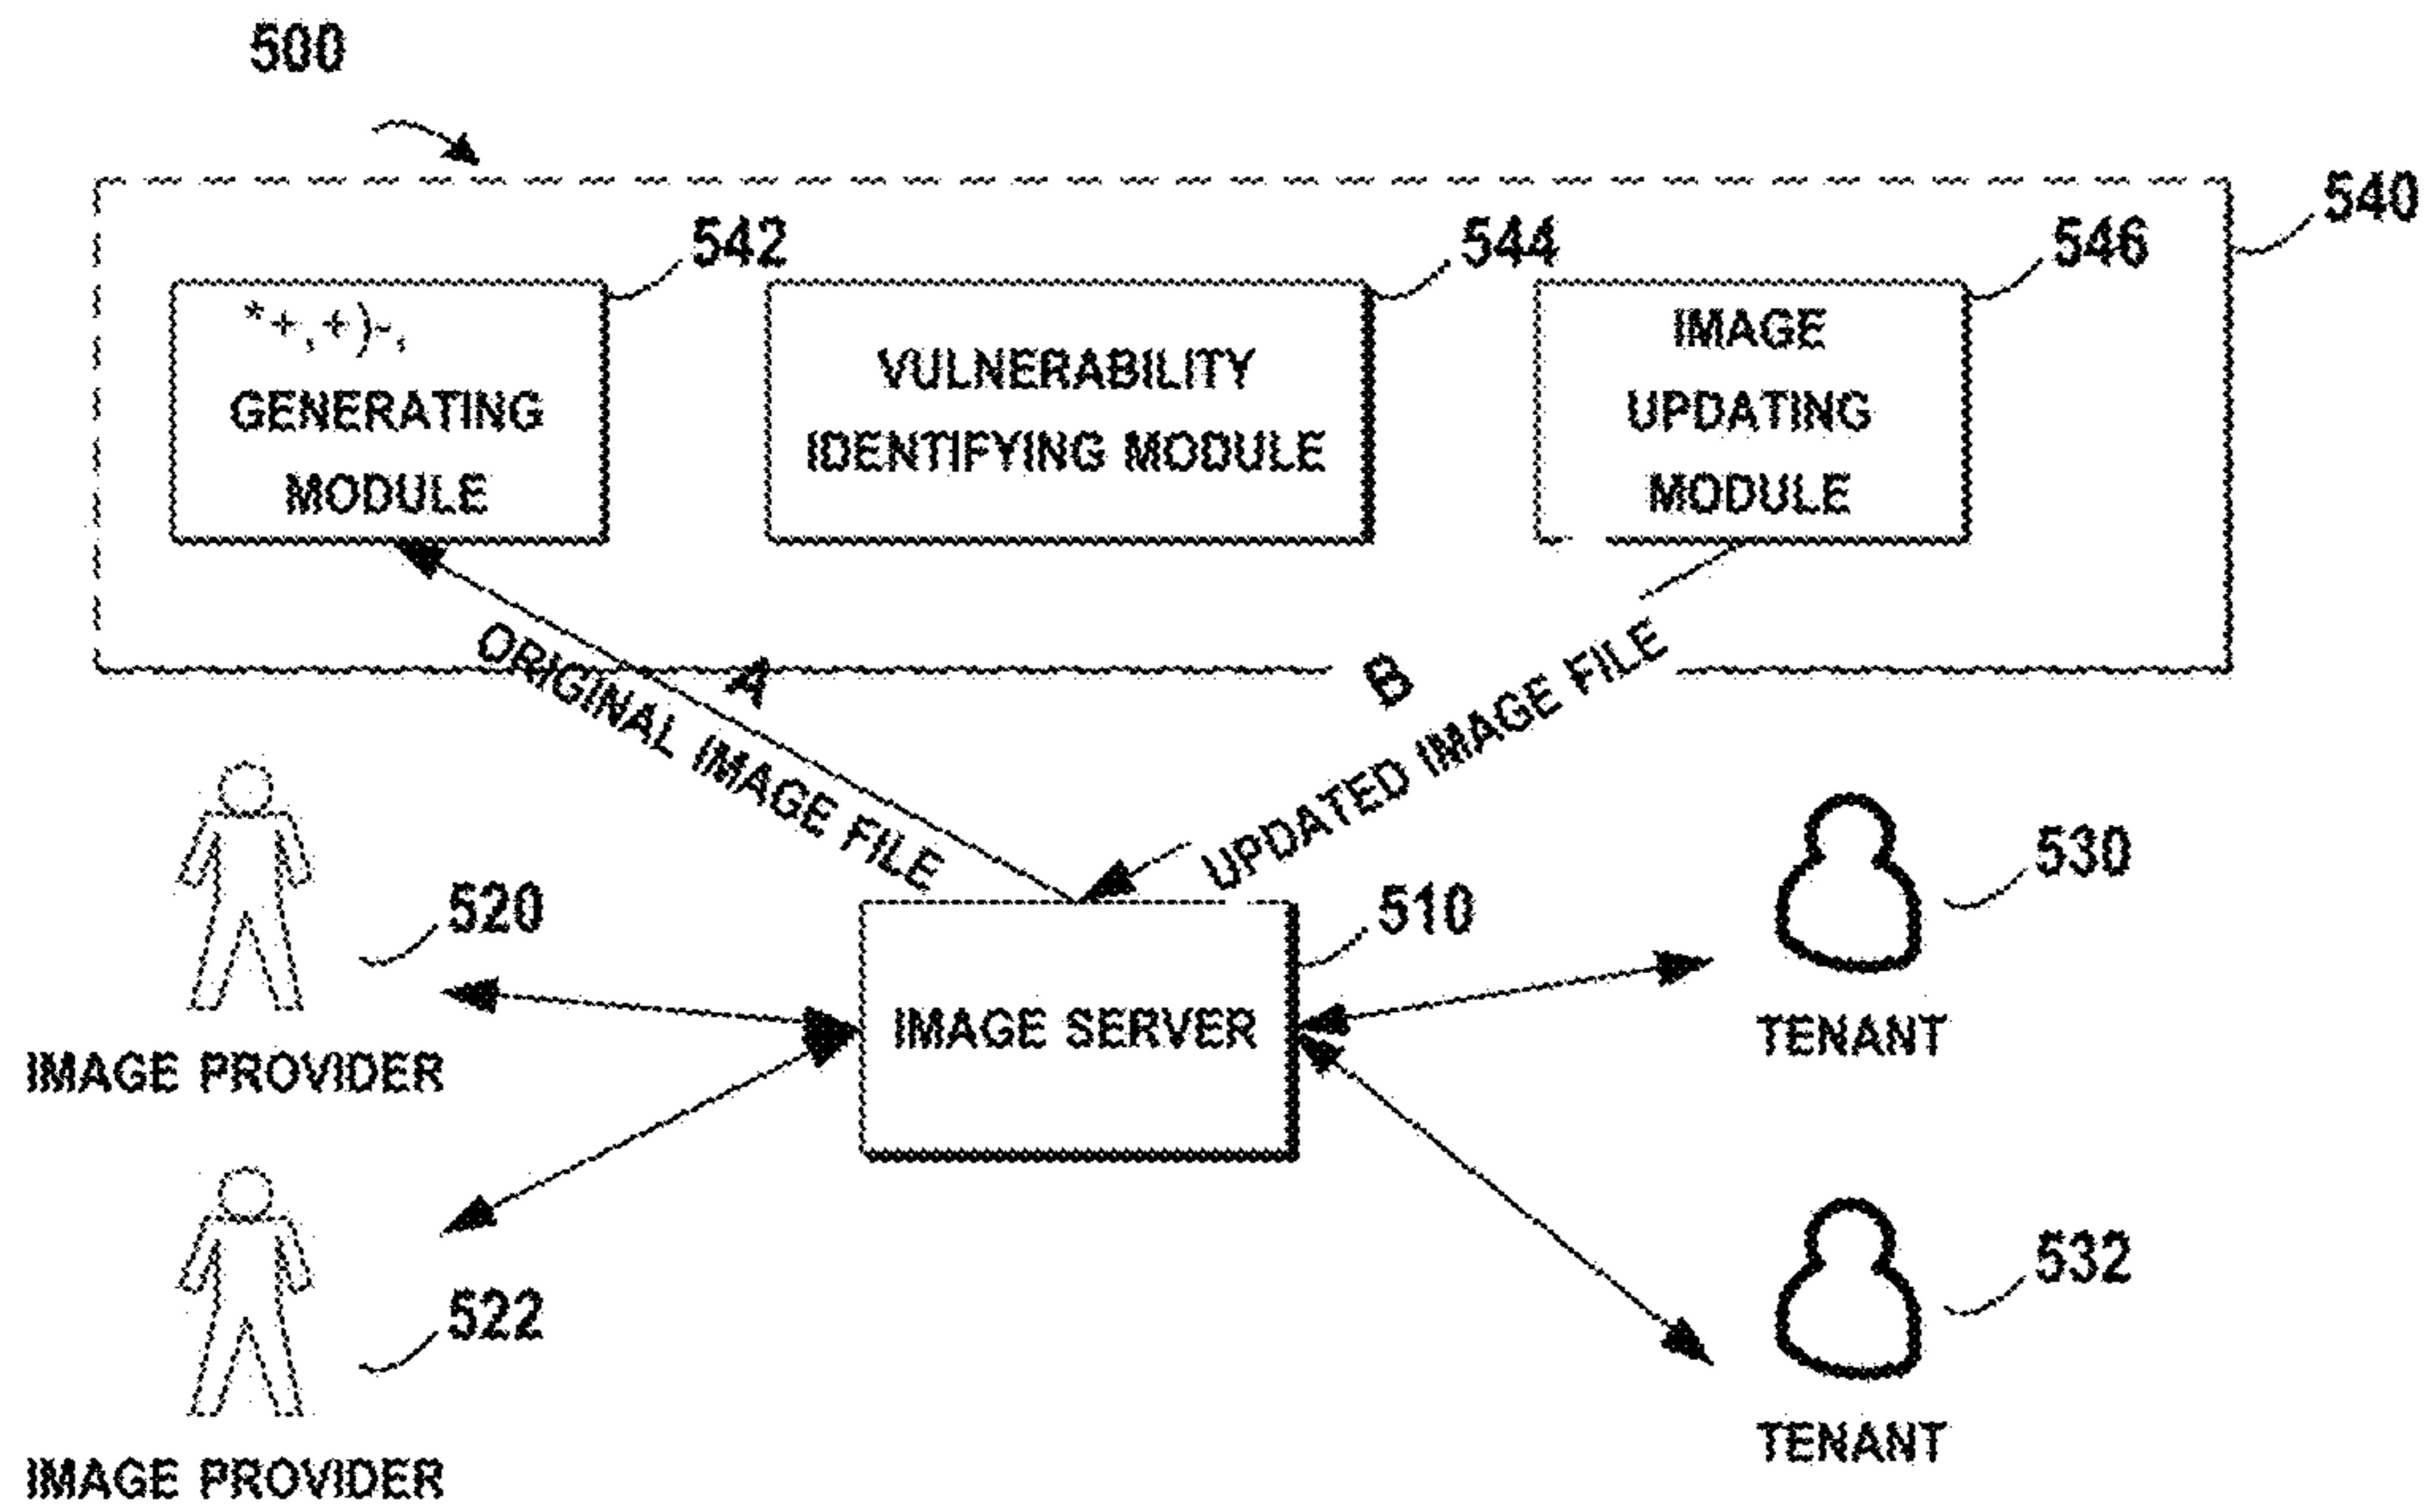 500
540
542
544
546
*+,+)-,
GENERATING
MODULE
VULNERABILITY
IDENTIFYING MODULE
IMAGE
UPDATING
MODULE
A
ORIGINAL IMAGE FILE
B
UPDATED IMAGE FILE
520
IMAGE PROVIDER
510
IMAGE SERVER
530
TENANT
522
IMAGE PROVIDER
532
TENANT